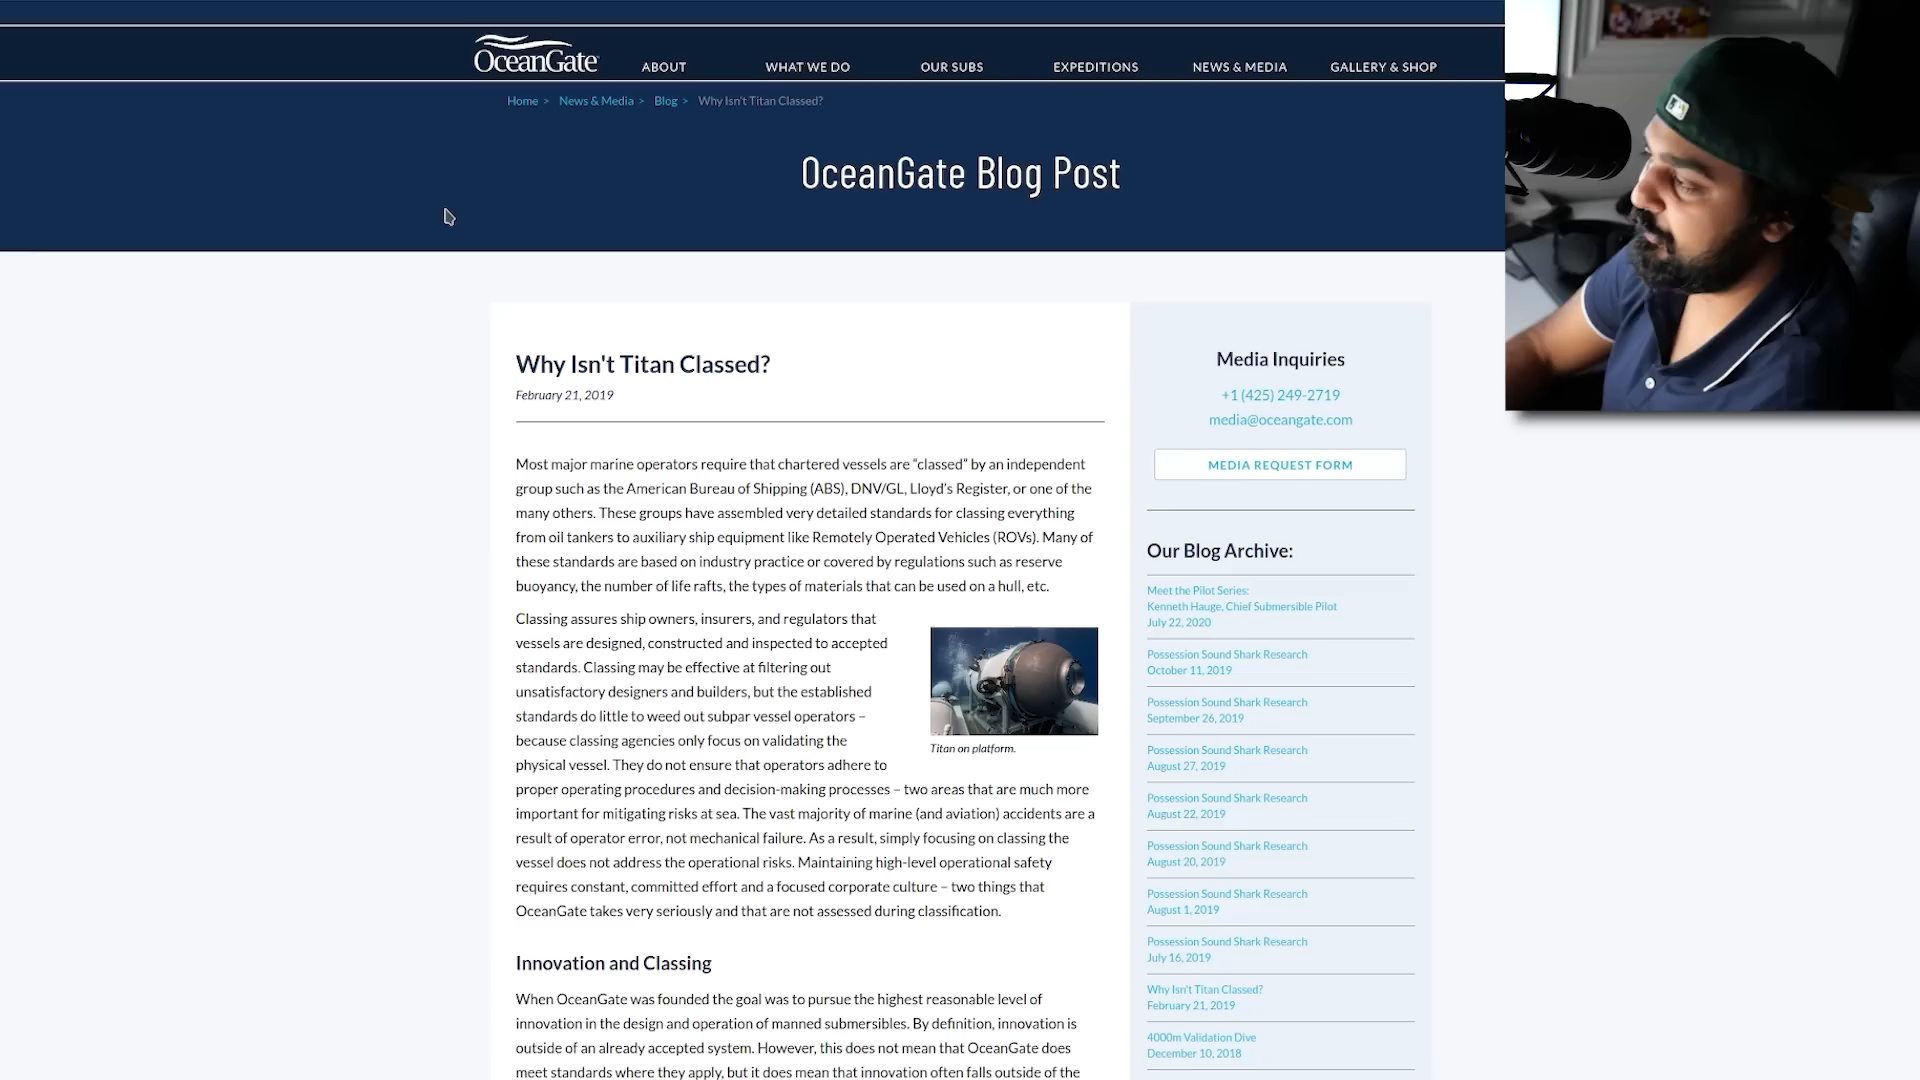 OceanGate
ABOUT
WHAT WE DO
OUR SUBS
EXPEDITIONS
NEWS & MEDIA
GALLERY & SHOP
Home > News & Media > Blog > Why Isn't Titan Classed?
OceanGate Blog Post
Why Isn't Titan Classed?
February 21, 2019
Most major marine operators require that chartered vessels are “classed” by an independent
group such as the American Bureau of Shipping (ABS), DNV/GL, Lloyd’s Register, or one of the
many others. These groups have assembled very detailed standards for classing everything
from oil tankers to auxiliary ship equipment like Remotely Operated Vehicles (ROVs). Many of
these standards are based on industry practice or covered by regulations such as reserve
buoyancy, the number of life rafts, the types of materials that can be used on a hull, etc.
Classing assures ship owners, insurers, and regulators that
vessels are designed, constructed and inspected to accepted
standards. Classing may be effective at filtering out
unsatisfactory designers and builders, but the established
standards do little to weed out subpar vessel operators –
because classing agencies only focus on validating the
physical vessel. They do not ensure that operators adhere to
proper operating procedures and decision-making processes – two areas that are much more
important for mitigating risks at sea. The vast majority of marine (and aviation) accidents are a
result of operator error, not mechanical failure. As a result, simply focusing on classing the
vessel does not address the operational risks. Maintaining high-level operational safety
requires constant, committed effort and a focused corporate culture – two things that
OceanGate takes very seriously and that are not assessed during classification.
Titan on platform.
Innovation and Classing
When OceanGate was founded the goal was to pursue the highest reasonable level of
innovation in the design and operation of manned submersibles. By definition, innovation is
outside of an already accepted system. However, this does not mean that OceanGate does
meet standards where they apply, but it does mean that innovation often falls outside of the
Media Inquiries
+1 (425) 249-2719
media@oceangate.com
MEDIA REQUEST FORM
Our Blog Archive:
Meet the Pilot Series:
Kenneth Hauge, Chief Submersible Pilot
July 22, 2020
Possession Sound Shark Research
October 11, 2019
Possession Sound Shark Research
September 26, 2019
Possession Sound Shark Research
August 27, 2019
Possession Sound Shark Research
August 22, 2019
Possession Sound Shark Research
August 20, 2019
Possession Sound Shark Research
August 1, 2019
Possession Sound Shark Research
July 16, 2019
Why Isn't Titan Classed?
February 21, 2019
4000m Validation Dive
December 10, 2018